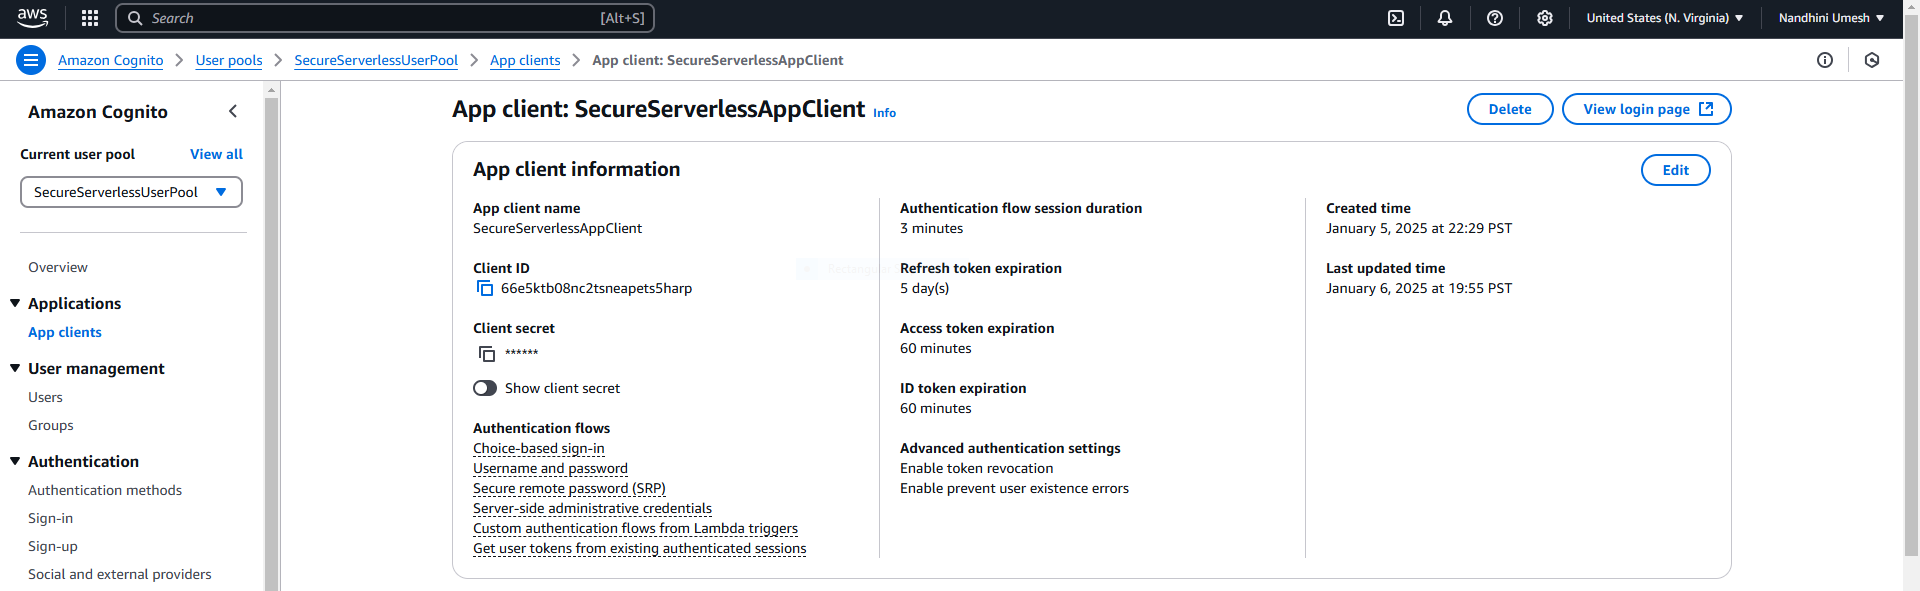 aws
Search [Alt+S]
United States (N. Virginia)
Nandhini Umesh
Amazon Cognito
User pools
SecureServerlessUserPool
App clients
App client: SecureServerlessAppClient
Amazon Cognito
Current user pool
View all
SecureServerlessUserPool
Overview
Applications
App clients
User management
Users
Groups
Authentication
Authentication methods
Sign-in
Sign-up
Social and external providers
App client: SecureServerlessAppClient Info
Delete
View login page
App client information
Edit
App client name
SecureServerlessAppClient
Client ID
66e5ktb08nc2tsneapets5harp
Client secret
******
Show client secret
Authentication flows
Choice-based sign-in
Username and password
Secure remote password (SRP)
Server-side administrative credentials
Custom authentication flows from Lambda triggers
Get user tokens from existing authenticated sessions
Authentication flow session duration
3 minutes
Refresh token expiration
5 day(s)
Access token expiration
60 minutes
ID token expiration
60 minutes
Advanced authentication settings
Enable token revocation
Enable prevent user existence errors
Created time
January 5, 2025 at 22:29 PST
Last updated time
January 6, 2025 at 19:55 PST